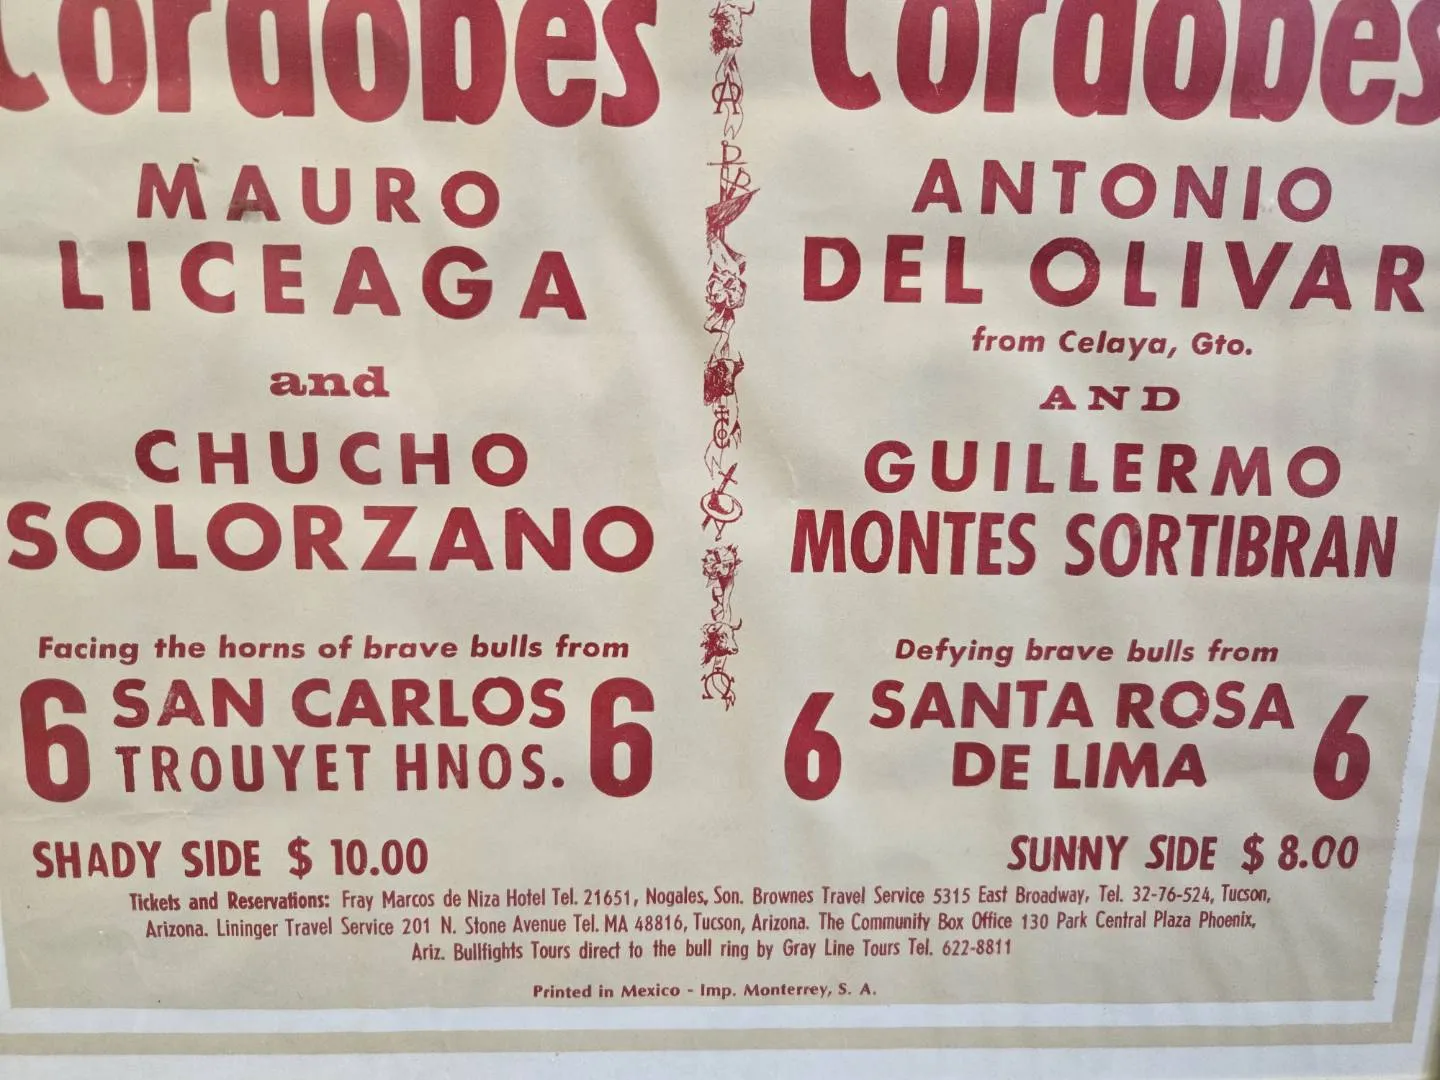 Cordobes
MAURO
LICEAGA
and
CHUCHO
SOLORZANO
Facing the horns of brave bulls from
6 SAN CARLOS 6
TROUYET HNOS.
Cordobes
ANTONIO
DEL OLIVAR
from Celaya, Gto.
AND
GUILLERMO
MONTES SORTIBRAN
Defying brave bulls from
6 SANTA ROSA 6
DE LIMA
SHADY SIDE $ 10.00
SUNNY SIDE $ 8.00
Tickets and Reservations: Fray Marcos de Niza Hotel Tel. 21651, Nogales, Son. Brownes Travel Service 5315 East Broadway, Tel. 32-76-524, Tucson,
Arizona. Lininger Travel Service 201 N. Stone Avenue Tel. MA 48816, Tucson, Arizona. The Community Box Office 130 Park Central Plaza Phoenix,
Ariz. Bullfights Tours direct to the bull ring by Gray Line Tours Tel. 622-8811
Printed in Mexico - Imp. Monterrey, S. A.